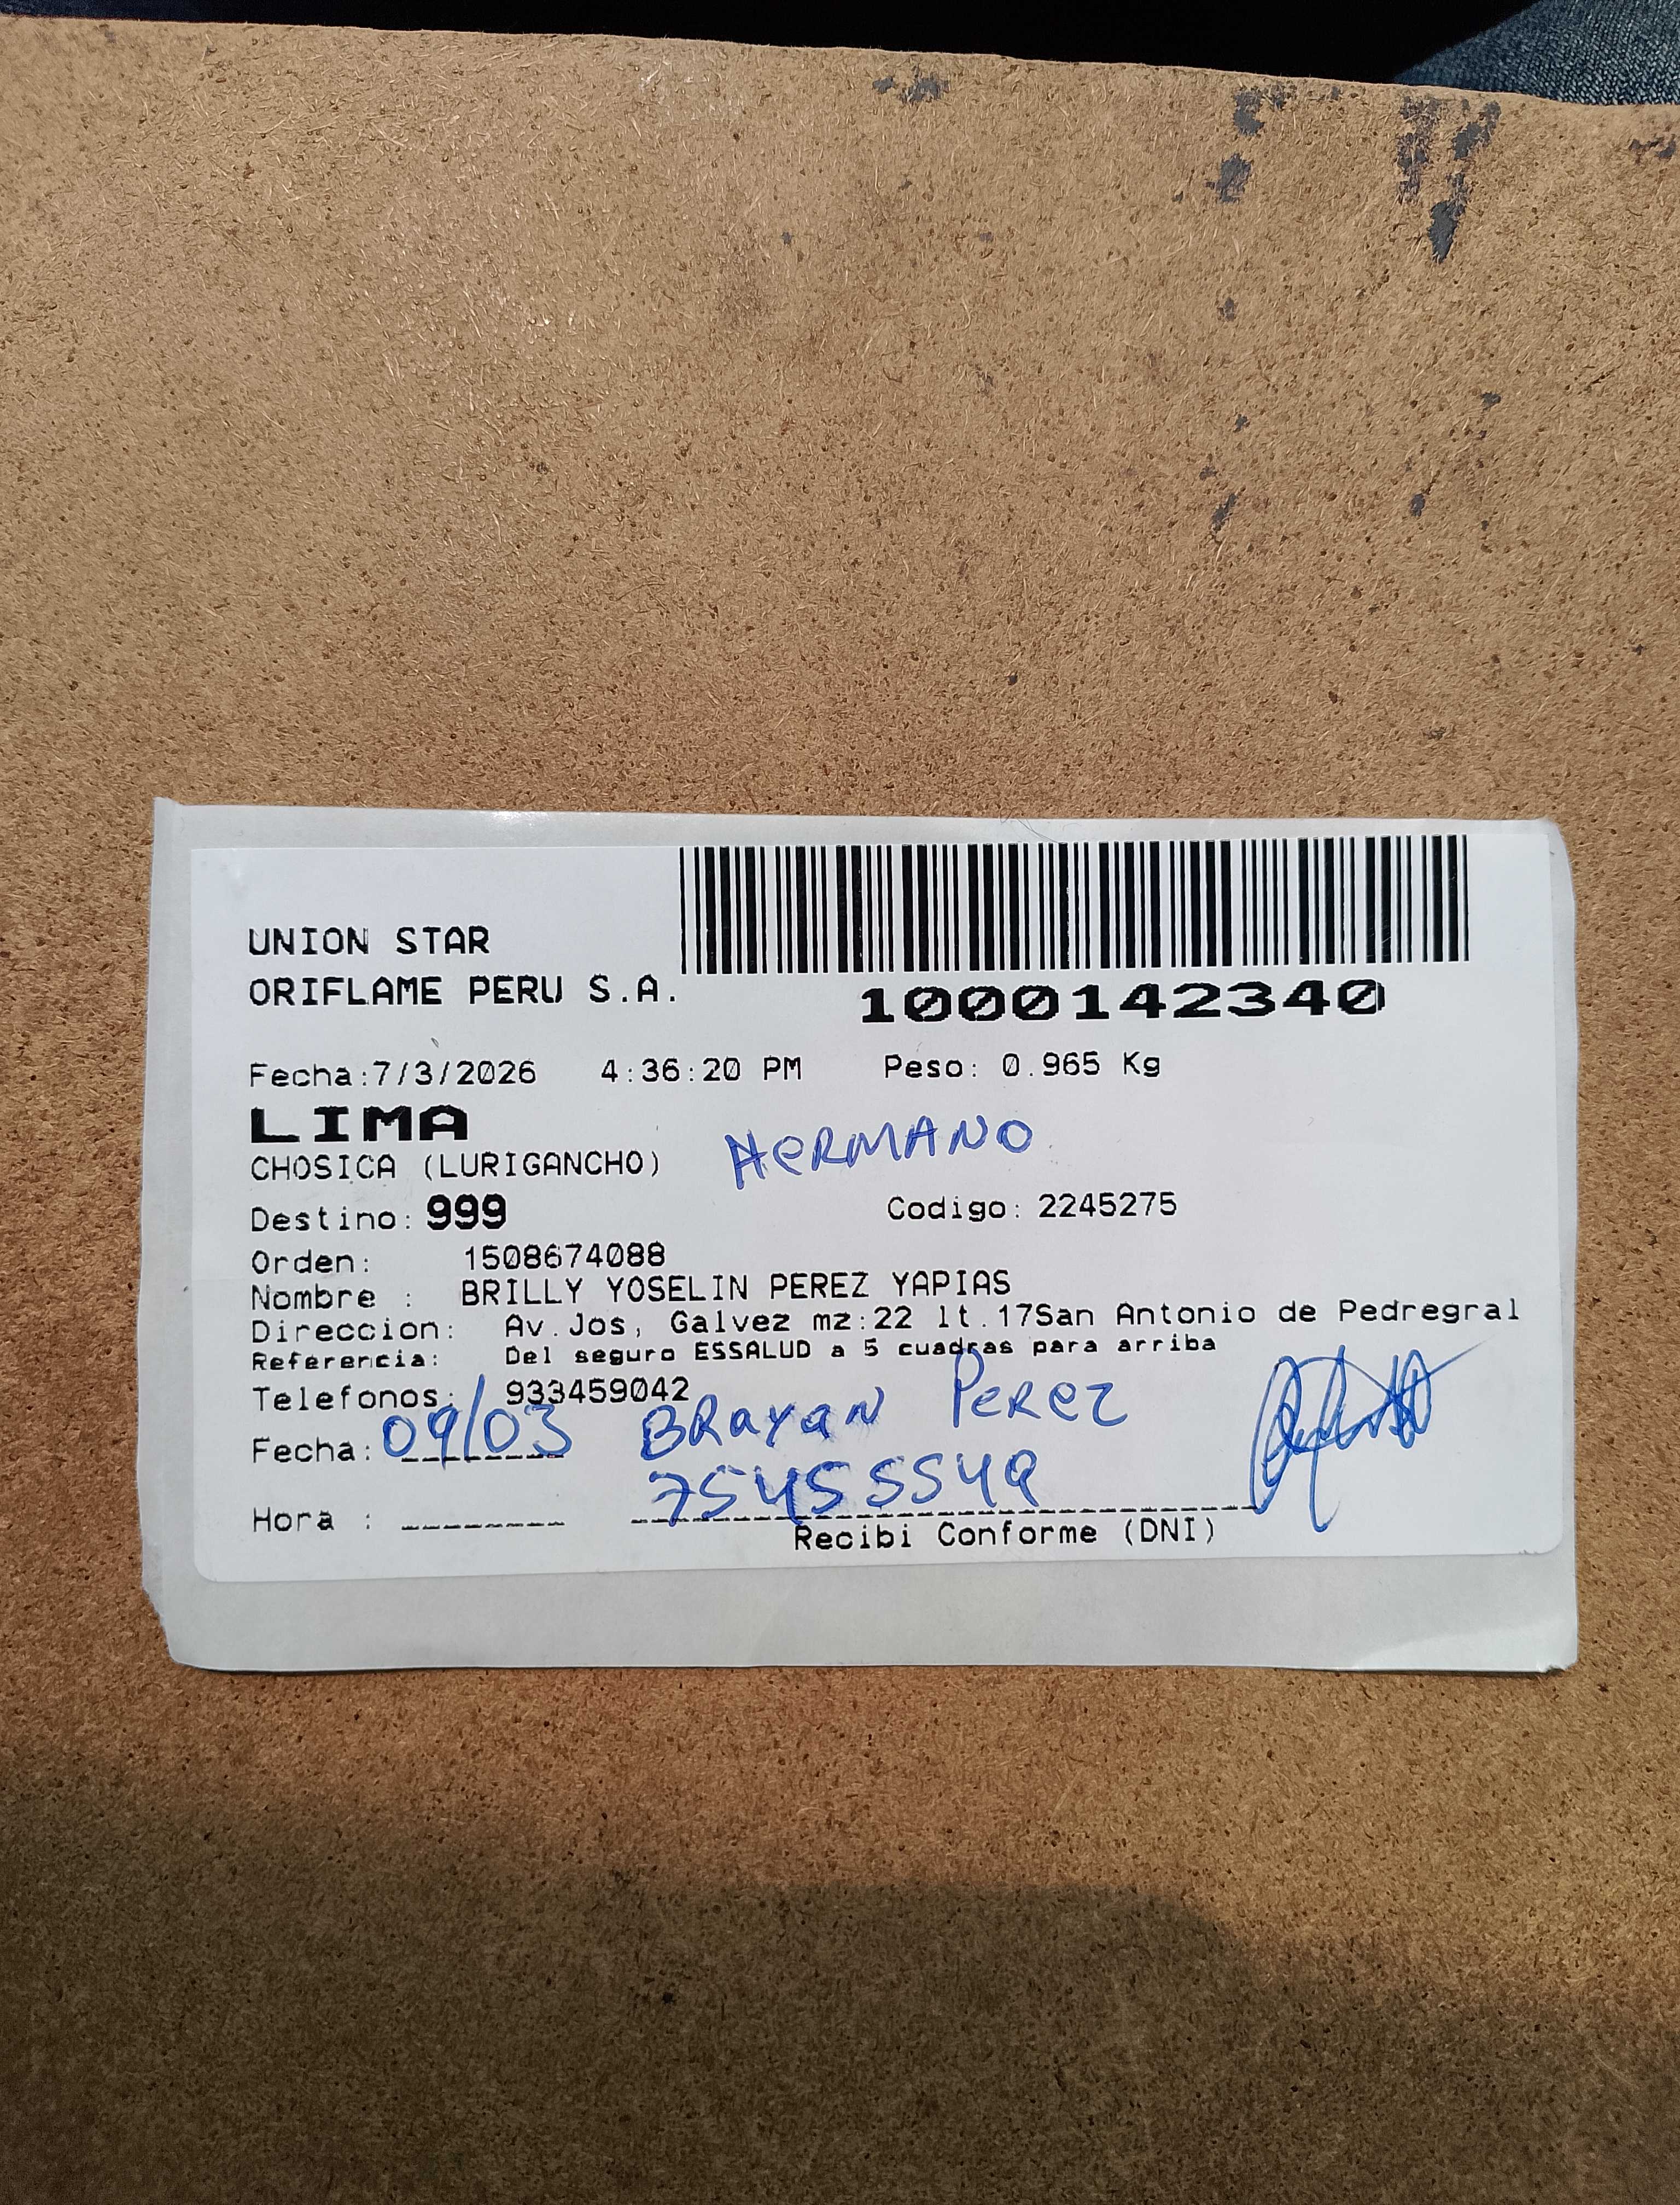 UNION STAR
ORIFLAME PERU S.A.
1000142340
Fecha:7/3/2026 4:36:20 PM Peso: 0.965 Kg
LIMA
CHOSICA (LURIGANCHO) HERMANO
Destino: 999 Codigo: 2245275
Orden: 1508674088
Nombre : BRILLY YOSELIN PEREZ YAPIAS
Direccion: Av.Jos, Galvez mz:22 lt.17San Antonio de Pedregral
Referencia: Del seguro ESSALUD a 5 cuadras para arriba
Telefonos: 933459042
Fecha: 09/03 BRayan Perez
75455549
Hora :
Recibi Conforme (DNI)